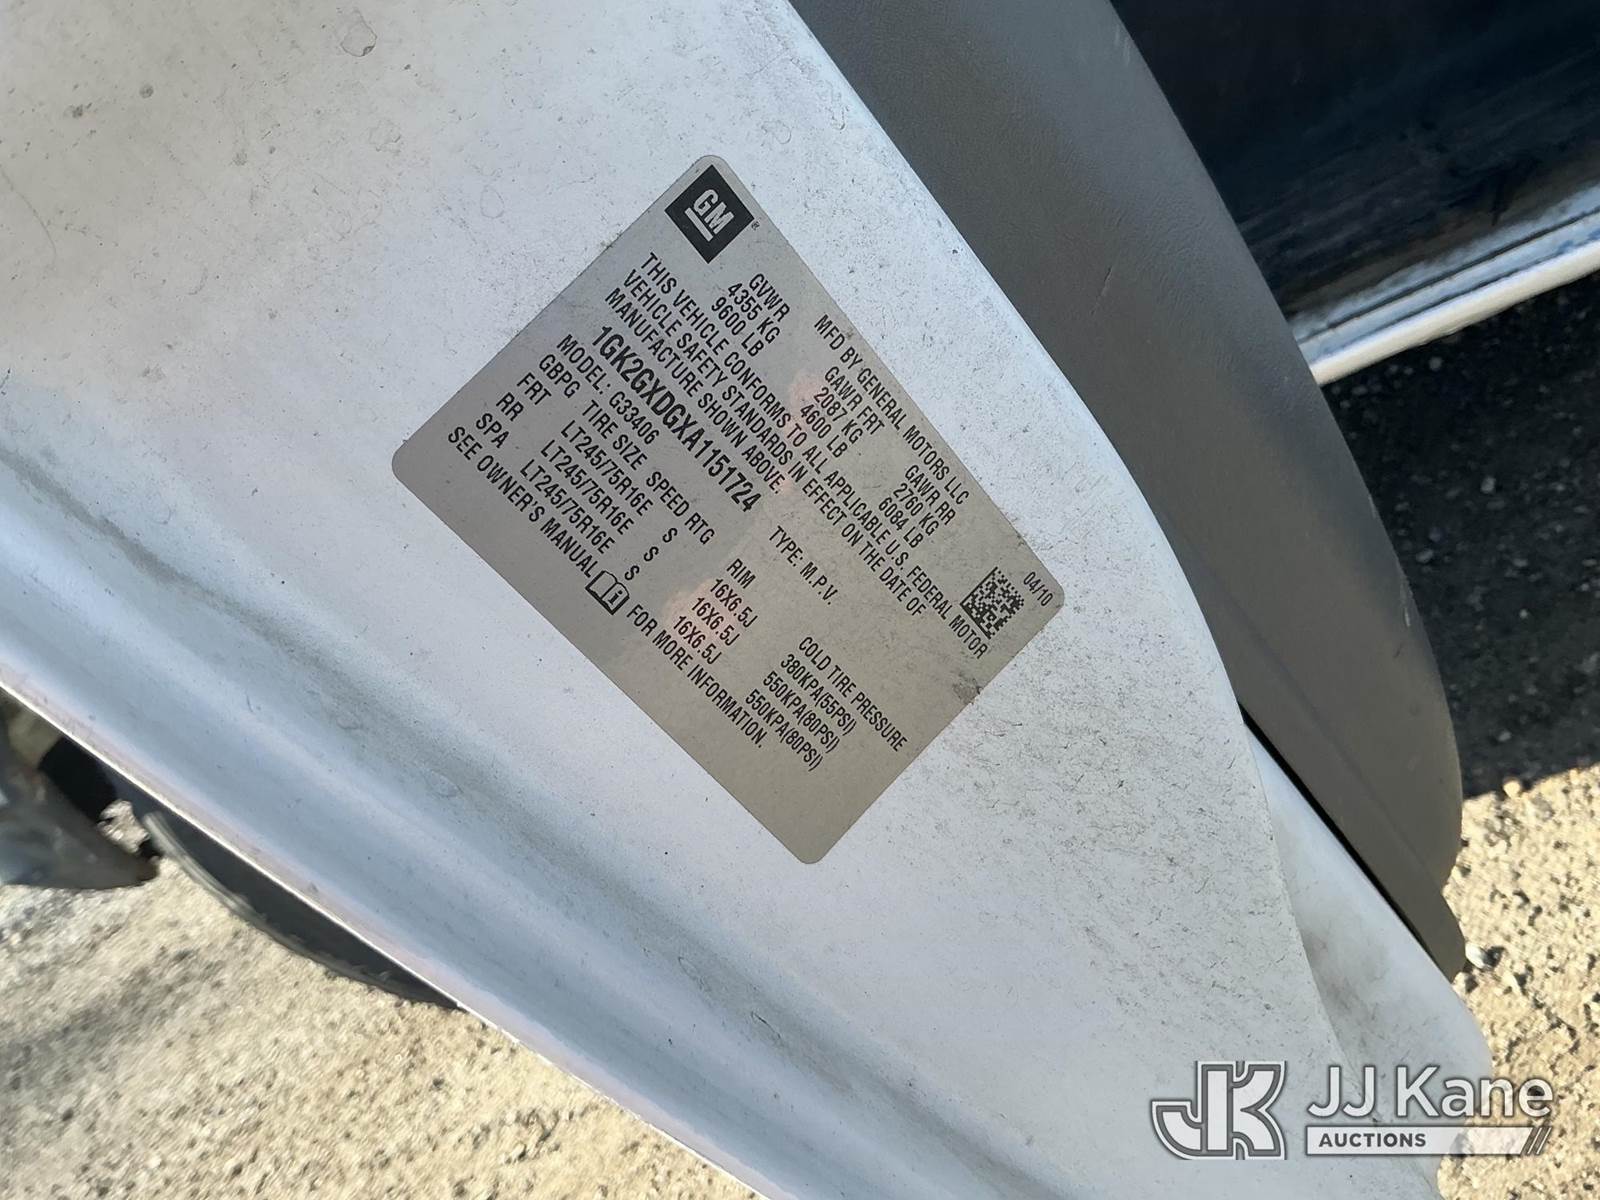 GM
MFD BY GENERAL MOTORS LLC 04/10
GVWR GAWR FRT GAWR RR
4355 KG 2087 KG 2760 KG
9600 LB 4600 LB 6084 LB
THIS VEHICLE CONFORMS TO ALL APPLICABLE U.S. FEDERAL MOTOR
VEHICLE SAFETY STANDARDS IN EFFECT ON THE DATE OF
MANUFACTURE SHOWN ABOVE.
1GK2GXDGXA1151724 TYPE: M.P.V.
MODEL: G33406
GBPG TIRE SIZE SPEED RTG RIM COLD TIRE PRESSURE
FRT LT245/75R16E S 16X6.5J 380KPA(55PSI)
RR LT245/75R16E S 16X6.5J 550KPA(80PSI)
SPA LT245/75R16E S 16X6.5J 550KPA(80PSI)
SEE OWNER'S MANUAL FOR MORE INFORMATION.
JK JJ Kane
AUCTIONS